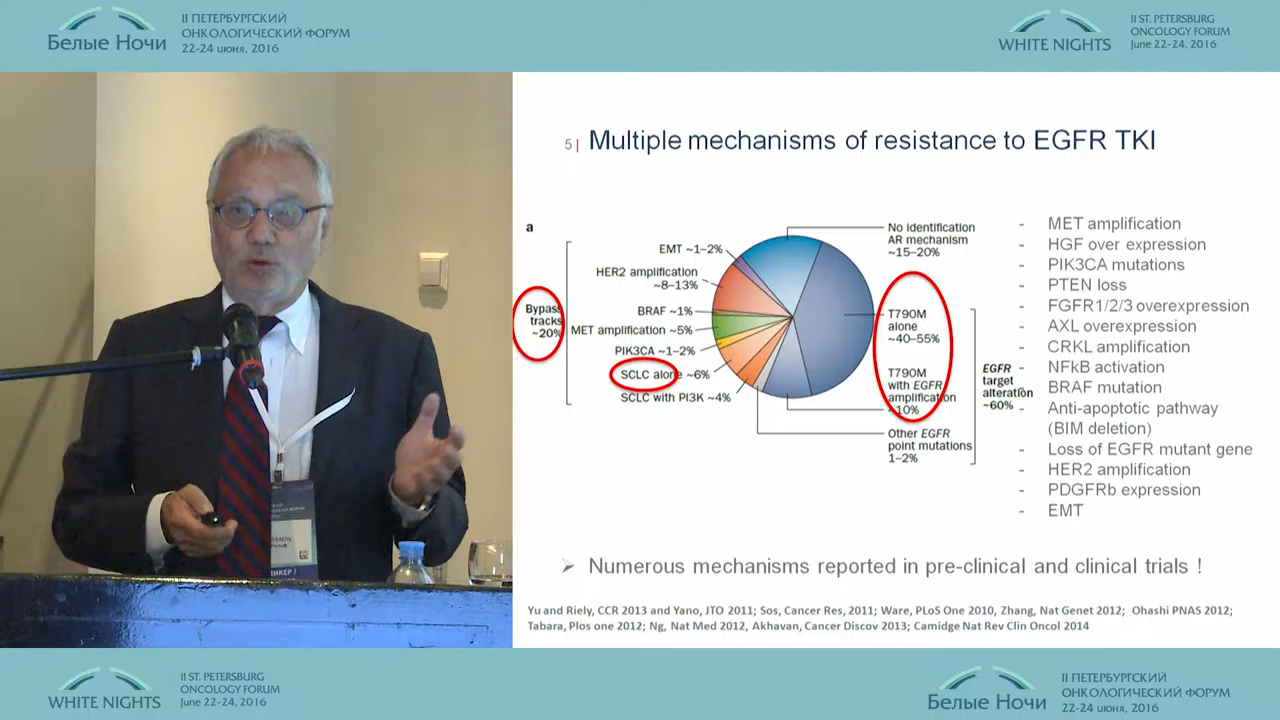 Белые Ночи
II ПЕТЕРБУРГСКИЙ
ОНКОЛОГИЧЕСКИЙ ФОРУМ
22-24 июня, 2016
WHITE NIGHTS
II ST. PETERSBURG
ONCOLOGY FORUM
June 22-24, 2016
5| Multiple mechanisms of resistance to EGFR TKI
a
Bypass
tracks
~20%
EMT ~1–2%
HER2 amplification
~8–13%
BRAF ~1%
MET amplification ~5%
PIK3CA ~1–2%
SCLC alone ~6%
SCLC with PI3K ~4%
No identification
AR mechanism
~15–20%
T790M
alone
~40–55%
T790M
with EGFR
amplification
~10%
Other EGFR
point mutations
1–2%
EGFR
target
alteration
~60%
- MET amplification
- HGF over expression
- PIK3CA mutations
- PTEN loss
- FGFR1/2/3 overexpression
- AXL overexpression
- CRKL amplification
- NFkB activation
- BRAF mutation
- Anti-apoptotic pathway
(BIM deletion)
- Loss of EGFR mutant gene
- HER2 amplification
- PDGFRb expression
- EMT
➢ Numerous mechanisms reported in pre-clinical and clinical trials !
Yu and Riely, CCR 2013 and Yano, JTO 2011; Sos, Cancer Res, 2011; Ware, PLoS One 2010, Zhang, Nat Genet 2012; Ohashi PNAS 2012;
Tabara, Plos one 2012; Ng, Nat Med 2012, Akhavan, Cancer Discov 2013; Camidge Nat Rev Clin Oncol 2014
WHITE NIGHTS
II ST. PETERSBURG
ONCOLOGY FORUM
June 22-24, 2016
Белые Ночи
II ПЕТЕРБУРГСКИЙ
ОНКОЛОГИЧЕСКИЙ ФОРУМ
22-24 июня, 2016